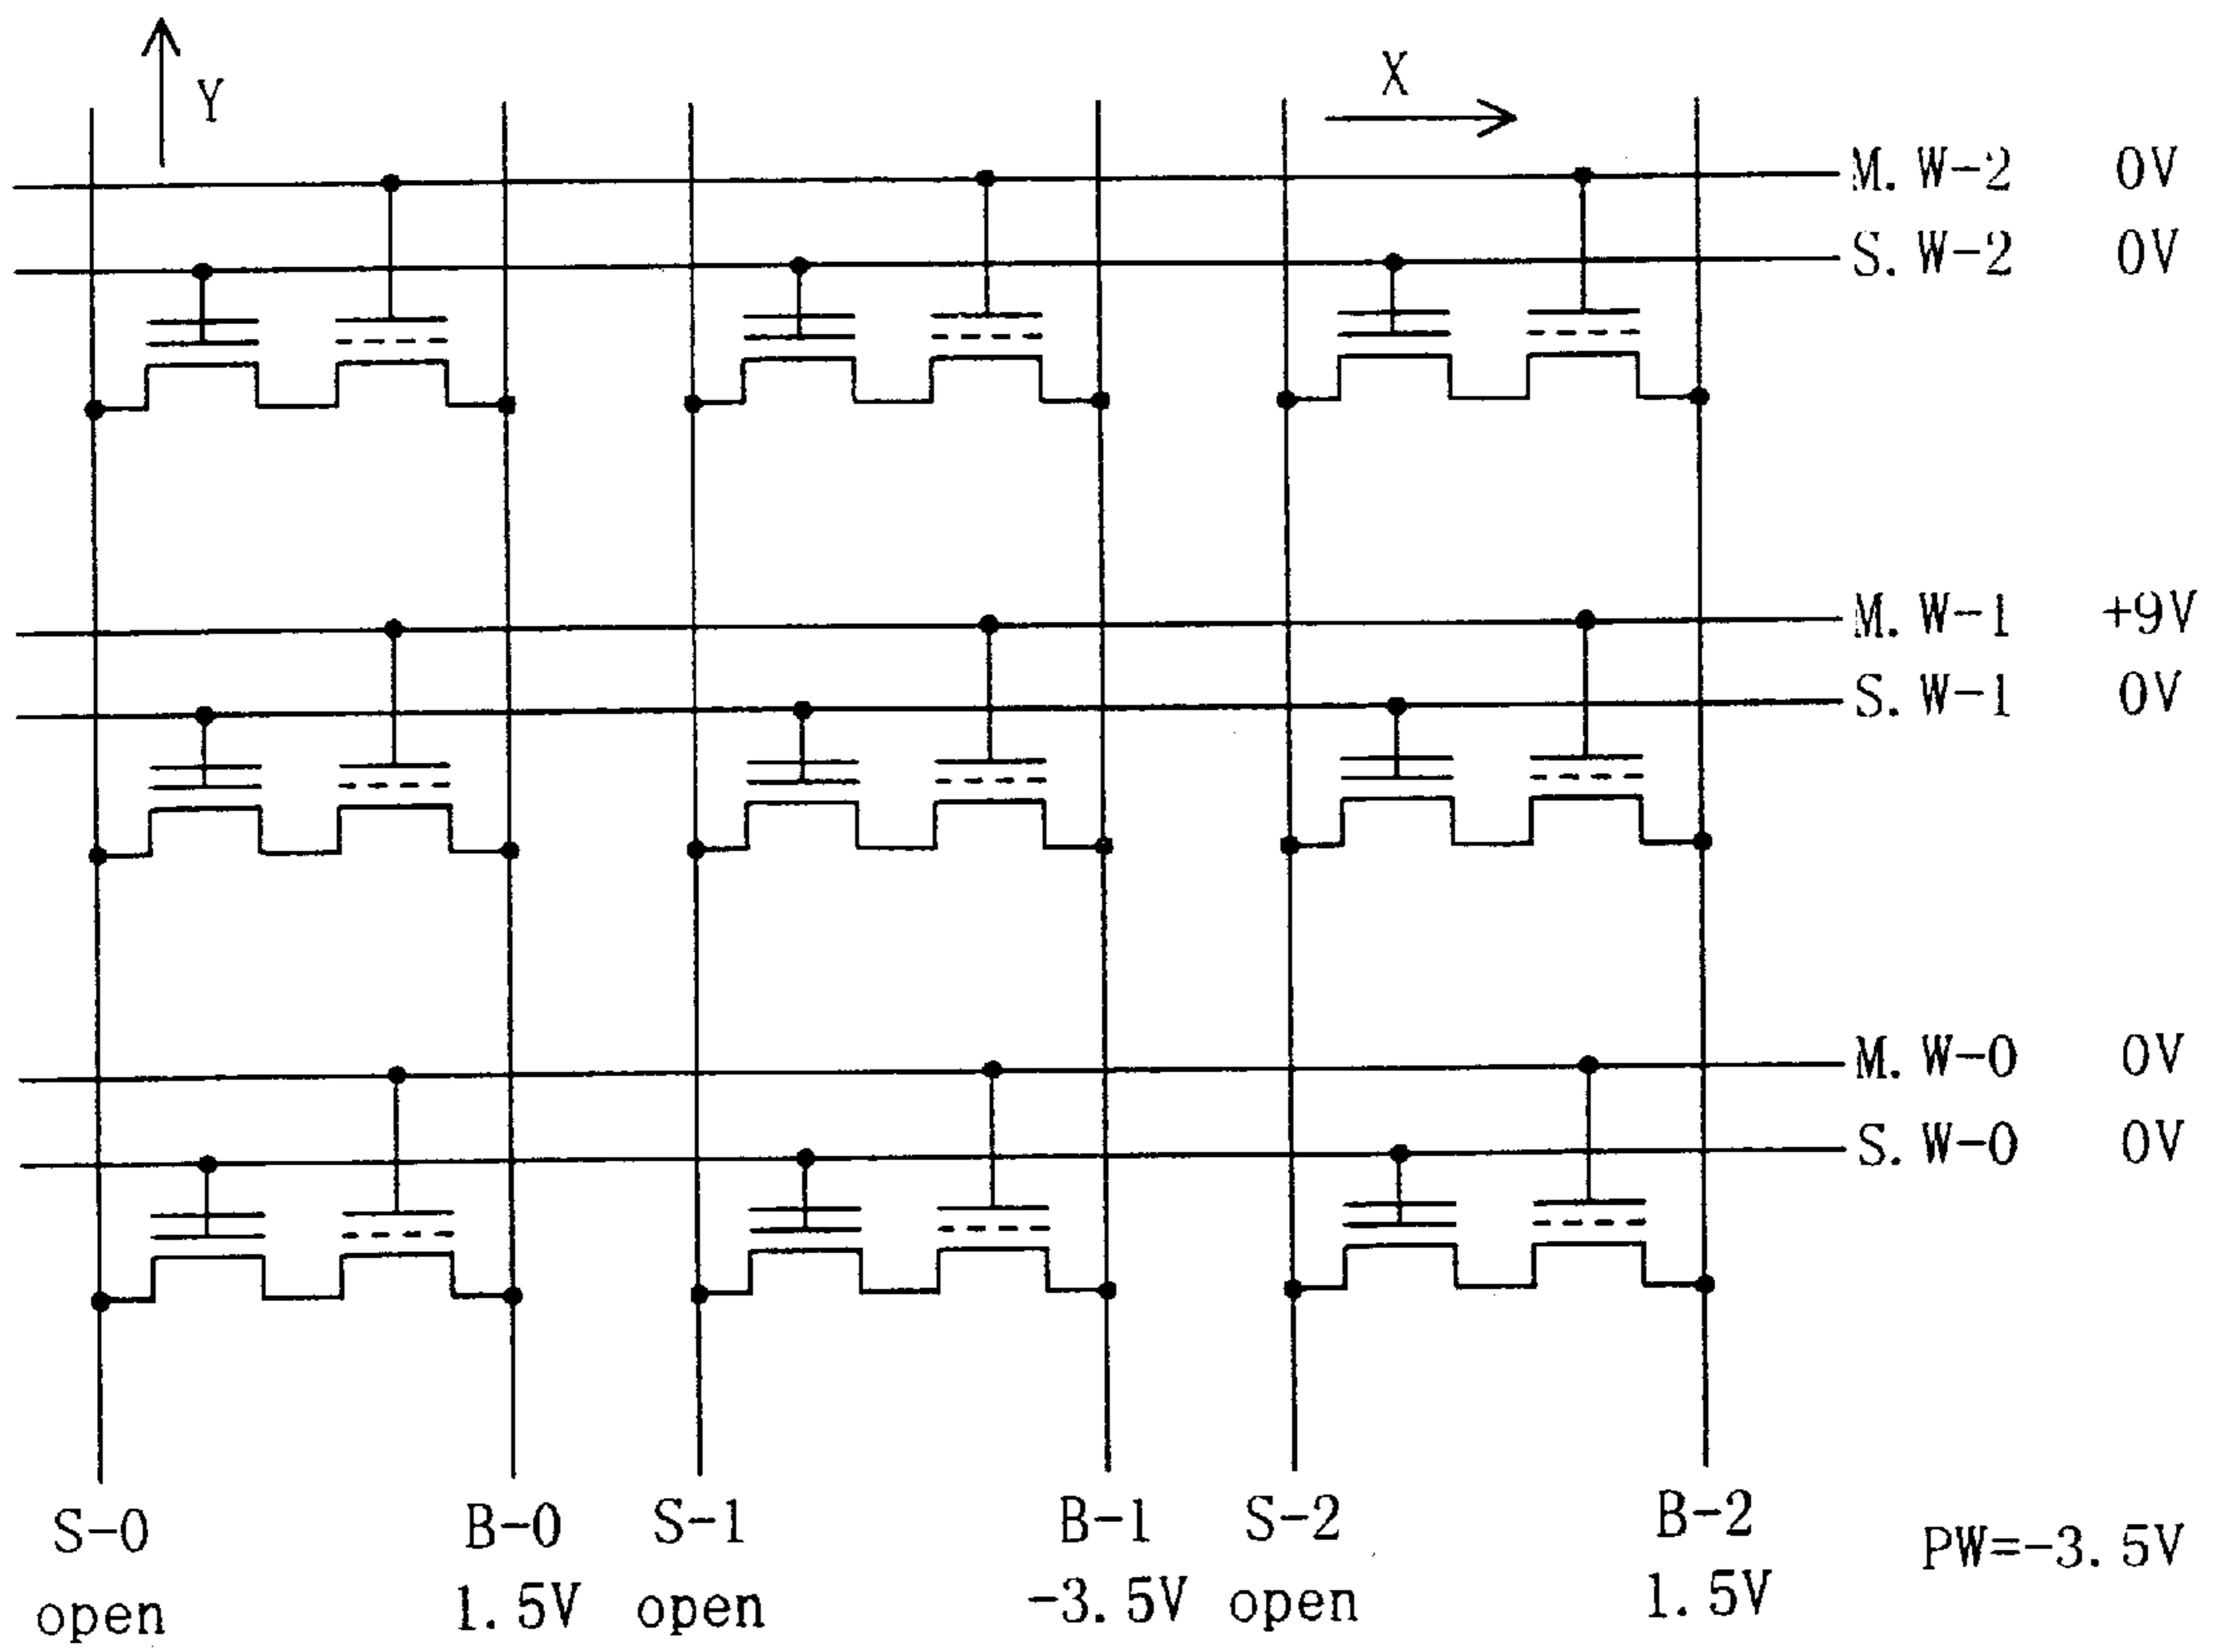 Y
X
M. W-2 0V
S. W-2 0V
M. W-1 +9V
S. W-1 0V
M. W-0 0V
S. W-0 0V
S-0 B-0 S-1 B-1 S-2 B-2 PW=-3. 5V
open 1. 5V open -3. 5V open 1. 5V